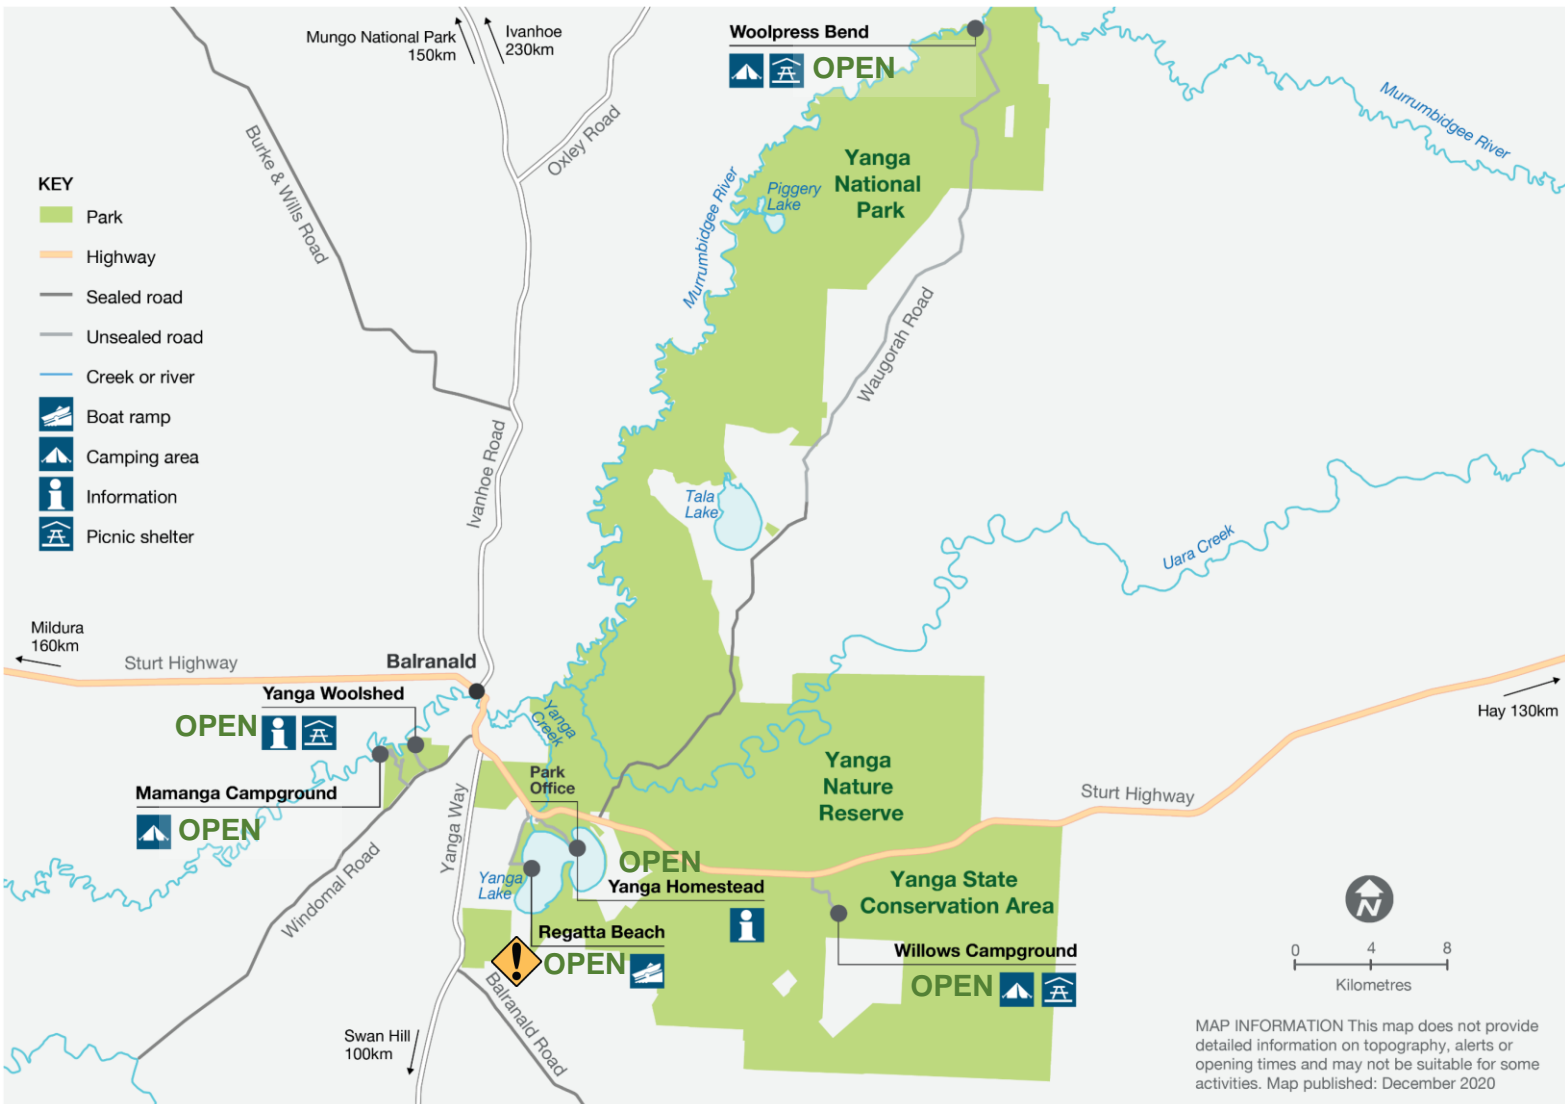 Mungo National Park
150km
Ivanhoe
230km
Woolpress Bend
OPEN
Murrumbidgee River
Burke & Wills Road
Oxley Road
Yanga
National
Park
Piggery
Lake
Murrumbidgee River
KEY
Park
Highway
Sealed road
Unsealed road
Creek or river
Boat ramp
Camping area
Information
Picnic shelter
Waugorah Road
Ivanhoe Road
Tala
Lake
Uara Creek
Mildura
160km
Sturt Highway
Balranald
Yanga Woolshed
OPEN
Yanga
Creek
Hay 130km
Mamanga Campground
OPEN
Park
Office
Yanga
Nature
Reserve
Sturt Highway
Yanga Way
Windomal Road
OPEN
Yanga Homestead
Yanga
Lake
Yanga State
Conservation Area
Regatta Beach
OPEN
Willows Campground
OPEN
Balranald Road
Swan Hill
100km
N
0 4 8
Kilometres
MAP INFORMATION This map does not provide
detailed information on topography, alerts or
opening times and may not be suitable for some
activities. Map published: December 2020